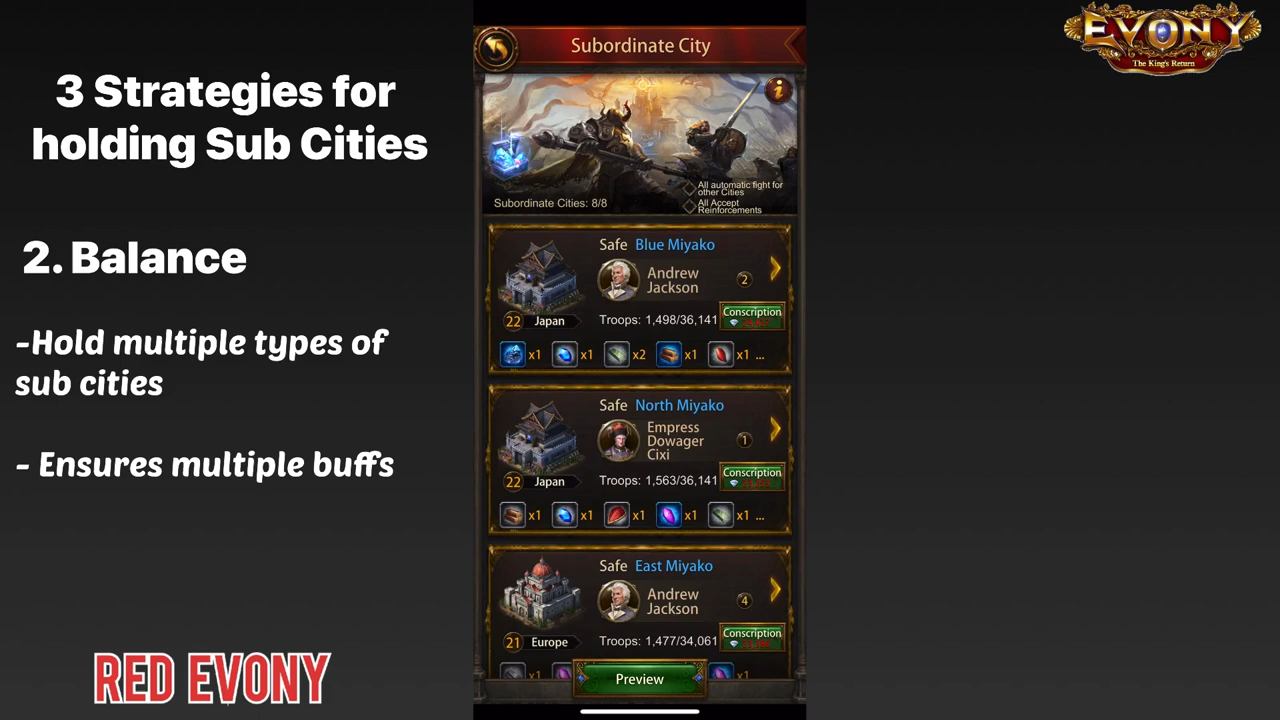 3 Strategies for
holding Sub Cities
2. Balance
-Hold multiple types of
sub cities
- Ensures multiple buffs
RED EVONY
Subordinate City
All automatic fight for
other Cities
All Accept
Reinforcements
Subordinate Cities: 8/8
Safe Blue Miyako
Andrew
Jackson
2
22 Japan
Troops: 1,498/36,141
Conscription
x1 x1 x2 x1 x1 ...
Safe North Miyako
Empress
Dowager
Cixi
1
22 Japan
Troops: 1,563/36,141
Conscription
x1 x1 x1 x1 x1 ...
Safe East Miyako
Andrew
Jackson
4
21 Europe
Troops: 1,477/34,061
Conscription
x1 x1
Preview
EVONY
The King's Return